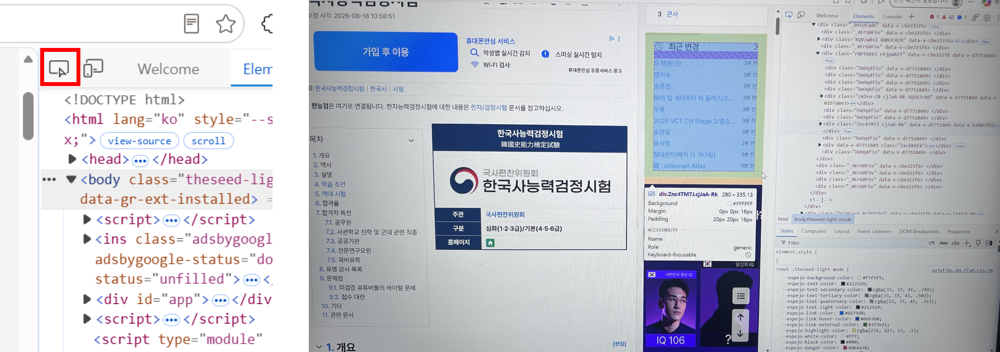 Welcome
Elem
<!DOCTYPE html>
<html lang="ko" style="--s
x;"> view-source scroll
<head> ••• </head>
••• <body class="theseed-lig
data-gr-ext-installed> =
<script> ••• </script>
<ins class="adsbygoogl
adsbygoogle-status="do
status="unfilled"> ••• </
<div id="app"> ••• </div
<script> ••• </script>
<script type="module"
수정 시각: 2026-08-18 10:58:51
가입 후 이용
휴대폰안심 서비스
악성앱 실시간 감지
스미싱 실시간 탐지
WI-FI 검사
휴대폰안심 유료서비스 광고
류: 한국사능력검정시험 | 한국사 | 시험
한능검은 여기로 연결됩니다. 한자능력검정시험에 대한 내용은 한자/검정시험 문서를 참고하십시오.
목차
1. 개요
2. 역사
3. 설명
4. 학습 조언
5. 역대 시험
6. 합격률
7. 합격자 특전
7.1. 공무원
7.2. 사관학교 진학 및 군대 관련 직종
7.3. 공공기관
7.4. 전문연구요원
7.5. 국비유학
8. 유명 강사 목록
9. 문제점
9.1. 미검증 유튜버들의 바이럴 문제
9.2. 접수 대란
10. 기타
11. 관련 문서
한국사능력검정시험
韓國史能力檢定試驗
국사편찬위원회
한국사능력검정시험
주관 국사편찬위원회
구분 심화(1·2·3급)/기본(4·5·6급)
홈페이지
1. 개요
[편집]
3 콘사
최근 변경
요정(원신) 3분 전
양치수 3분 전
송준선 3분 전
IIHS 탑 세이프티 픽 플러스/2... 3분 전
우룡 3분 전
2026 VCT CN Stage 2/결승... 3분 전
송영달 3분 전
송서영 3분 전
절대반지(매직 더 개더링) 3분 전
面 : unknown Atlas 3분 전
div.Znc4TM7J.cjJaA-Rk 280 × 335.13
Background #FFFFFF
Margin 0px 0px 16px
Padding 20px 20px 16px
ACCESSIBILITY
Name
Role generic
Keyboard-focusable
당신의 IQ
대한민국 평균 IQ
IQ 106
?
Welcome Elements Console 1 42 7
<div class="_095UfadG" data-v-cbe221f6> flex
<div class="_4ErG0FSv" data-v-cbe221f6> </div>
<div class="KQVzwBsl B8N3CRZR" data-v-cbe221f6> ••• </div> flex
<div class="_4ErG0FSv" data-v-cbe221f6> </div>
<div class="rNPtV6VJ r6jpaAIf" data-v-cbe221f6 data-v-d7751849>
flex
<div class="DxOq4fio" data-v-d7751849> </div>
<div class="DxOq4fio" data-v-d7751849> </div>
<div class="DxOq4fio" data-v-d7751849> </div>
<div class="DxOq4fio" data-v-d7751849> </div>
<div class="zkO+u-CN cjJaA-Rk SQ5V7cRd" data-v-d7751849 data-v-
01b7a8e3> ••• </div>
<div class="DxOq4fio" data-v-d7751849> </div>
<div class="DxOq4fio" data-v-d7751849> </div>
<div class="Znc4TM7J cjJaA-Rk" data-v-d7751849 data-v-b2007fb1>
</div> flex
<div class="DxOq4fio" data-v-d7751849> </div>
<div data-v-d7751849 class="IxcAkSFk"> ••• </div> flex
<div class="DxOq4fio" data-v-d7751849> </div>
</div>
<div class="_4ErG0FSv" data-v-cbe221f6> </div>
<div class="_4ErG0FSv" data-v-cbe221f6> </div>
<div class="_4ErG0FSv" data-v-cbe221f6> </div>
<div class="_4ErG0FSv" data-v-cbe221f6> </div>
</div>
<!--]-->
</div>
html body.theseed-light-mode
Styles Computed Layout Event Listeners DOM Breakpoints Properties
Filter :hov .cls
element.style {
}
:root .theseed-light-mode { sojvfjbs.89…ffa9.css:56
--espejo-background-color: #f5f5f5;
--espejo-text-color: #212529;
--espejo-text-secondary-color: rgba(33, 37, 41, .749);
--espejo-text-tertiary-color: rgba(33, 37, 41, .502);
--espejo-text-quaternary-color: rgba(33, 37, 41, .353);
--espejo-text-light-color: #212529;
--espejo-link-color: #0275d8;
--espejo-link-hover-color: #0263b8;
--espejo-link-external-color: #377e21;
--espejo-highlight-color: rgba(231, 227, 23, .5);
--espejo-white-color: #fff;
--espejo-black-color: #000;
--espejo-danger-color: #d64a58;